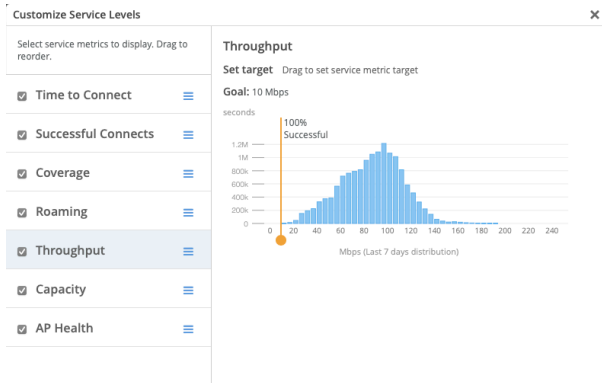 Customize Service Levels
Select service metrics to display. Drag to
reorder.
Time to Connect
Successful Connects
Coverage
Roaming
Throughput
Capacity
AP Health
Throughput
Set target Drag to set service metric target
Goal: 10 Mbps
seconds
100%
Successful
1.2M
1M
800k
600k
400k
200k
0
0 20 40 60 80 100 120 140 160 180 200 220 240
Mbps (Last 7 days distribution)